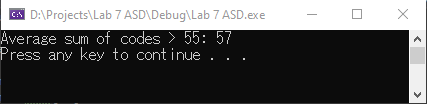 D:\Projects\Lab 7 ASD\Debug\Lab 7 ASD.exe
Average sum of codes > 55: 57
Press any key to continue . . .